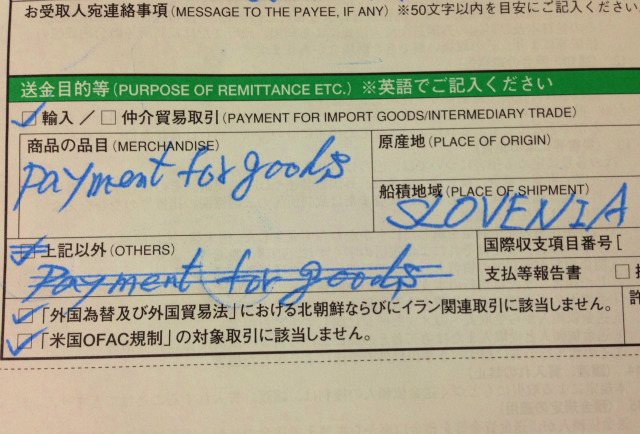 お受取人宛連絡事項 (MESSAGE TO THE PAYEE, IF ANY) ※50文字以内を目安にご記入ください
送金目的等 (PURPOSE OF REMITTANCE ETC.) ※英語でご記入ください
輸入 / □ 仲介貿易取引 (PAYMENT FOR IMPORT GOODS/INTERMEDIARY TRADE)
商品の品目 (MERCHANDISE)
payment for goods
原産地 (PLACE OF ORIGIN)
船積地域 (PLACE OF SHIPMENT)
SLOVENIA
上記以外 (OTHERS)
Payment for goods
国際収支項目番号 [
支払等報告書 □
「外国為替及び外国貿易法」における北朝鮮ならびにイラン関連取引に該当しません。
「米国OFAC規制」の対象取引に該当しません。